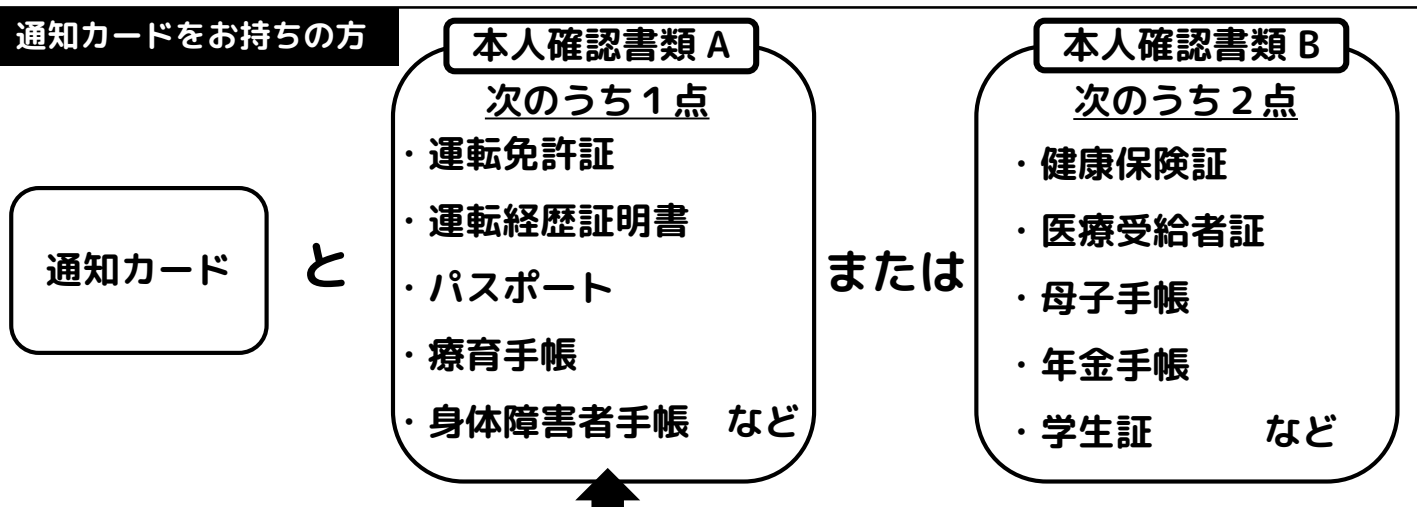 通知カードをお持ちの方
通知カード
と
本人確認書類 A
次のうち１点
・運転免許証
・運転経歴証明書
・パスポート
・療育手帳
・身体障害者手帳　など
または
本人確認書類 B
次のうち２点
・健康保険証
・医療受給者証
・母子手帳
・年金手帳
・学生証　　　など